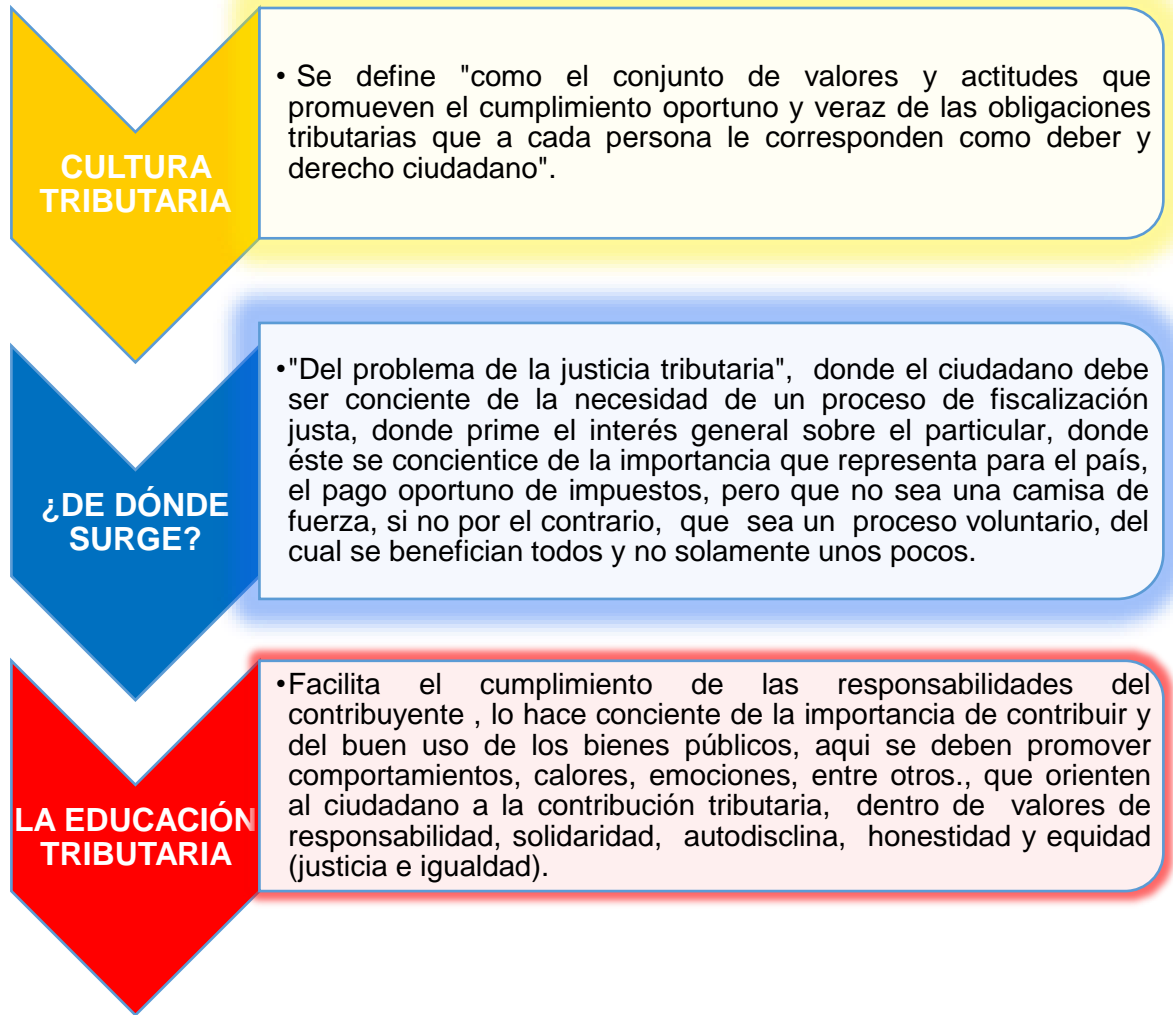 CULTURA
TRIBUTARIA
• Se define "como el conjunto de valores y actitudes que
promueven el cumplimiento oportuno y veraz de las obligaciones
tributarias que a cada persona le corresponden como deber y
derecho ciudadano".
¿DE DÓNDE
SURGE?
•"Del problema de la justicia tributaria", donde el ciudadano debe
ser conciente de la necesidad de un proceso de fiscalización
justa, donde prime el interés general sobre el particular, donde
éste se concientice de la importancia que representa para el país,
el pago oportuno de impuestos, pero que no sea una camisa de
fuerza, si no por el contrario, que sea un proceso voluntario, del
cual se benefician todos y no solamente unos pocos.
LA EDUCACIÓN
TRIBUTARIA
•Facilita el cumplimiento de las responsabilidades del
contribuyente , lo hace conciente de la importancia de contribuir y
del buen uso de los bienes públicos, aqui se deben promover
comportamientos, calores, emociones, entre otros., que orienten
al ciudadano a la contribución tributaria, dentro de valores de
responsabilidad, solidaridad, autodisclina, honestidad y equidad
(justicia e igualdad).